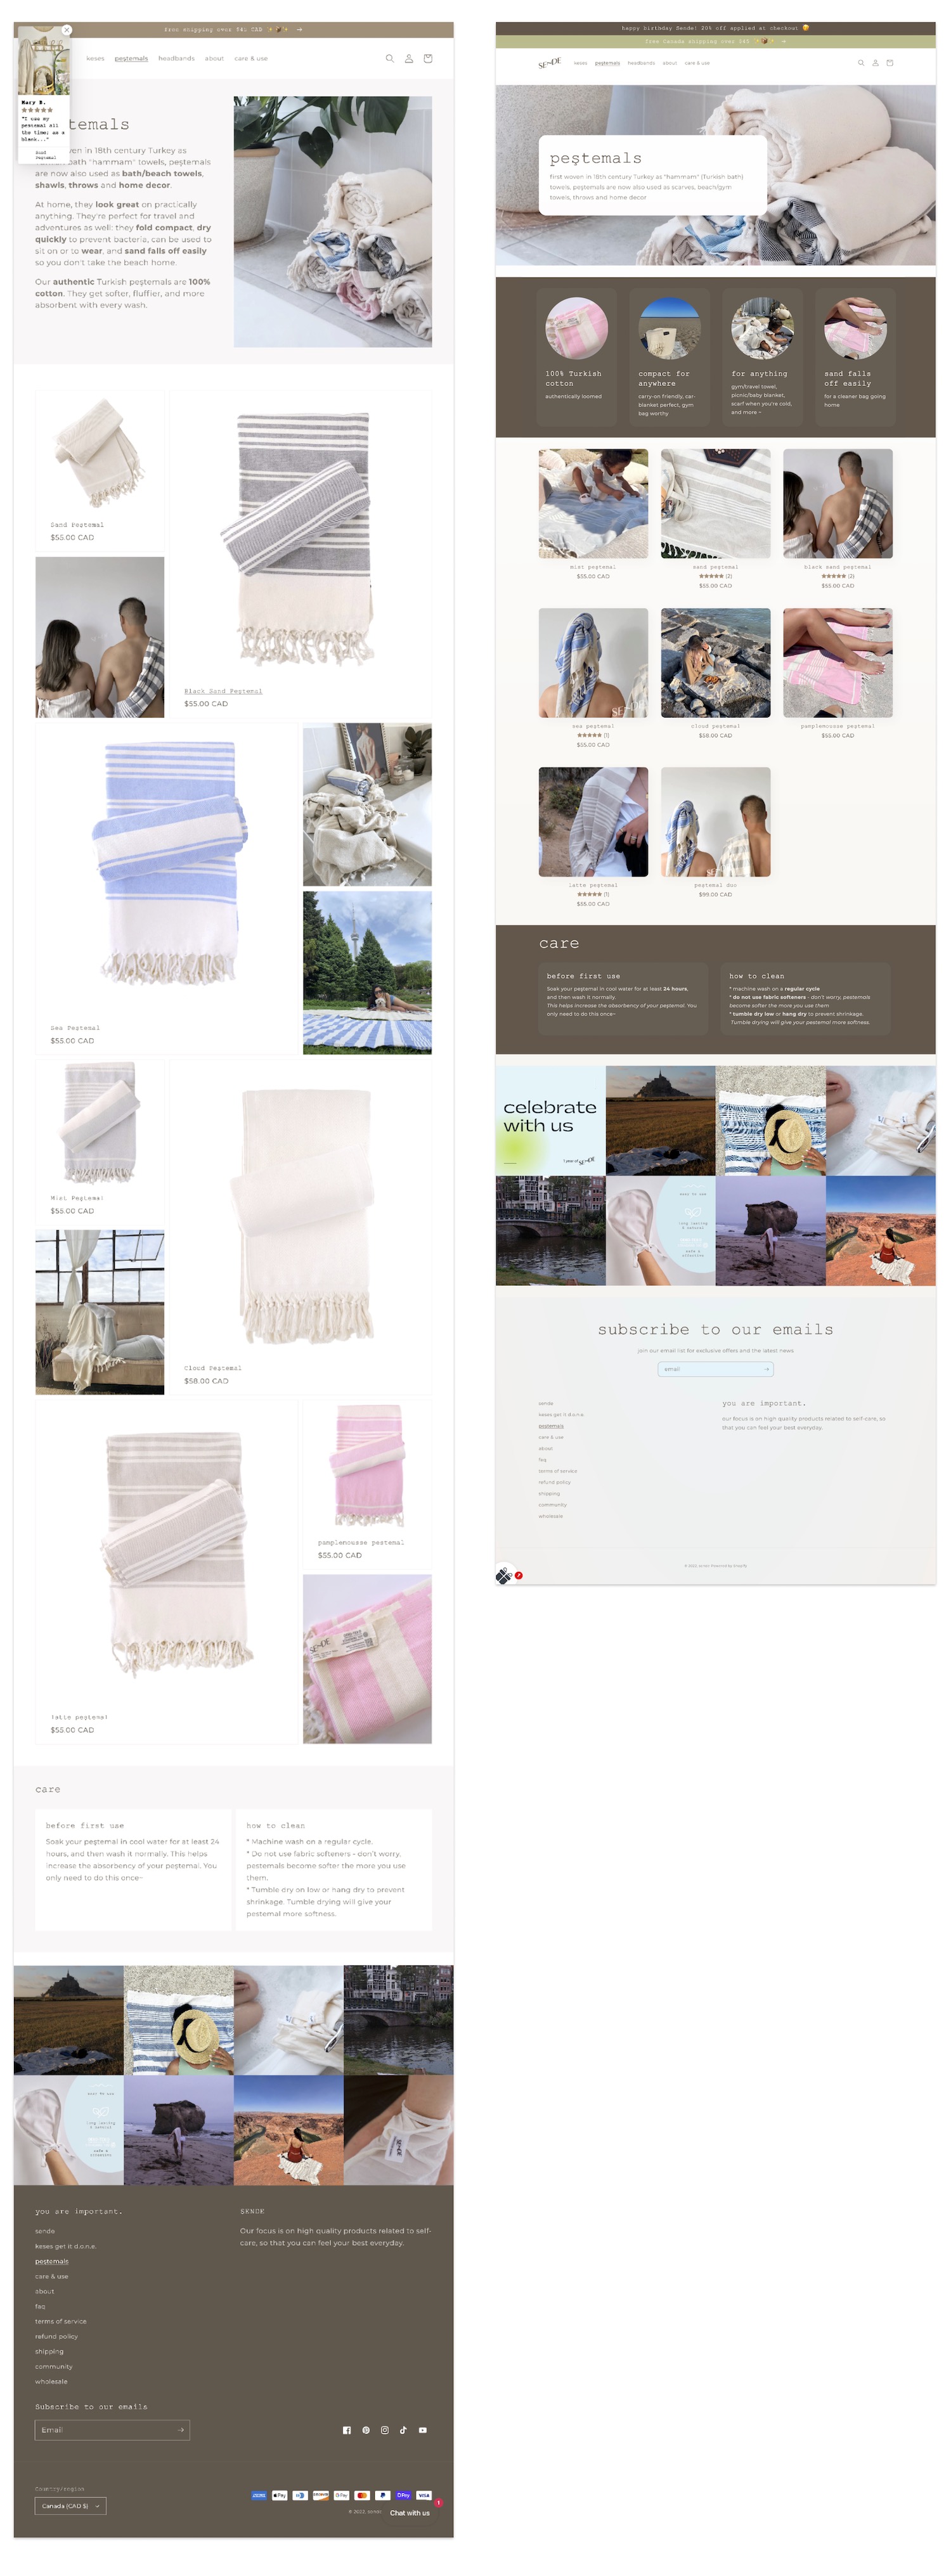 free shipping over $45 CAD
keses peştemals headbands about care & use
Mary B.
"I use my
peştemal all
the time; as a
blank..."
Sand
Peştemal
first woven in 18th century Turkey as
Turkish bath "hammam" towels, peştemals
are now also used as bath/beach towels,
shawls, throws and home decor.
At home, they look great on practically
anything. They're perfect for travel and
adventures as well: they fold compact, dry
quickly to prevent bacteria, can be used to
sit on or to wear, and sand falls off easily
so you don't take the beach home.
Our authentic Turkish peştemals are 100%
cotton. They get softer, fluffier, and more
absorbent with every wash.
Sand Peştemal
$55.00 CAD
Black Sand Peştemal
$55.00 CAD
Sea Peştemal
$55.00 CAD
Mist Peştemal
$55.00 CAD
Cloud Peştemal
$58.00 CAD
pamplemousse peştemal
$55.00 CAD
latte peştemal
$55.00 CAD
care
before first use
Soak your peştemal in cool water for at least 24
hours, and then wash it normally. This helps
increase the absorbency of your peştemal. You
only need to do this once~
how to clean
* Machine wash on a regular cycle.
* Do not use fabric softeners - don't worry,
pestemals become softer the more you use
them.
* Tumble dry on low or hang dry to prevent
shrinkage. Tumble drying will give your
pestemal more softness.
you are important.
sende
keses get it d.o.n.e.
peştemals
care & use
about
faq
terms of service
refund policy
shipping
community
wholesale
SENDE
Our focus is on high quality products related to self-
care, so that you can feel your best everyday.
Subscribe to our emails
Email
Country/region
Canada (CAD $)
© 2023, sende
Chat with us
1
happy birthday Sende! 20% off applied at checkout
free Canada shipping over $45
SENDE
keses peştemals headbands about care & use
peştemals
first woven in 18th century Turkey as "hammam" (Turkish bath)
towels, peştemals are now also used as scarves, beach/gym
towels, throws and home decor
100% Turkish
cotton
authentically loomed
compact for
anywhere
carry-on friendly, car-
blanket perfect, gym
bag worthy
for anything
gym/travel towel,
picnic/baby blanket,
scarf when you're cold,
and more ~
sand falls
off easily
for a cleaner bag going
home
mist peştemal
$55.00 CAD
sand peştemal
(2)
$55.00 CAD
black sand peştemal
(2)
$55.00 CAD
sea peştemal
(1)
$55.00 CAD
cloud peştemal
$58.00 CAD
pamplemousse peştemal
$55.00 CAD
latte peştemal
(1)
$55.00 CAD
peştemal duo
$99.00 CAD
care
before first use
Soak your peştemal in cool water for at least 24 hours,
and then wash it normally.
This helps increase the absorbency of your peştemal. You
only need to do this once~
how to clean
* machine wash on a regular cycle
* do not use fabric softeners - don't worry, pestemals
become softer the more you use them
* tumble dry low or hang dry to prevent shrinkage.
Tumble drying will give your pestemal more softness.
celebrate
with us
1 year of SENDE
subscribe to our emails
join our email list for exclusive offers and the latest news
email
sende
keses get it d.o.n.e.
peştemals
care & use
about
faq
terms of service
refund policy
shipping
community
wholesale
you are important.
our focus is on high quality products related to self-care, so
that you can feel your best everyday.
© 2022, sende Powered by Shopify